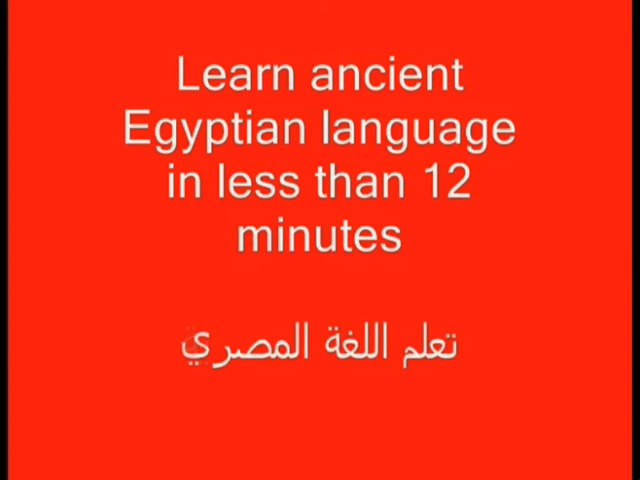 Learn ancient
Egyptian language
in less than 12
minutes
تعلم اللغة المصري